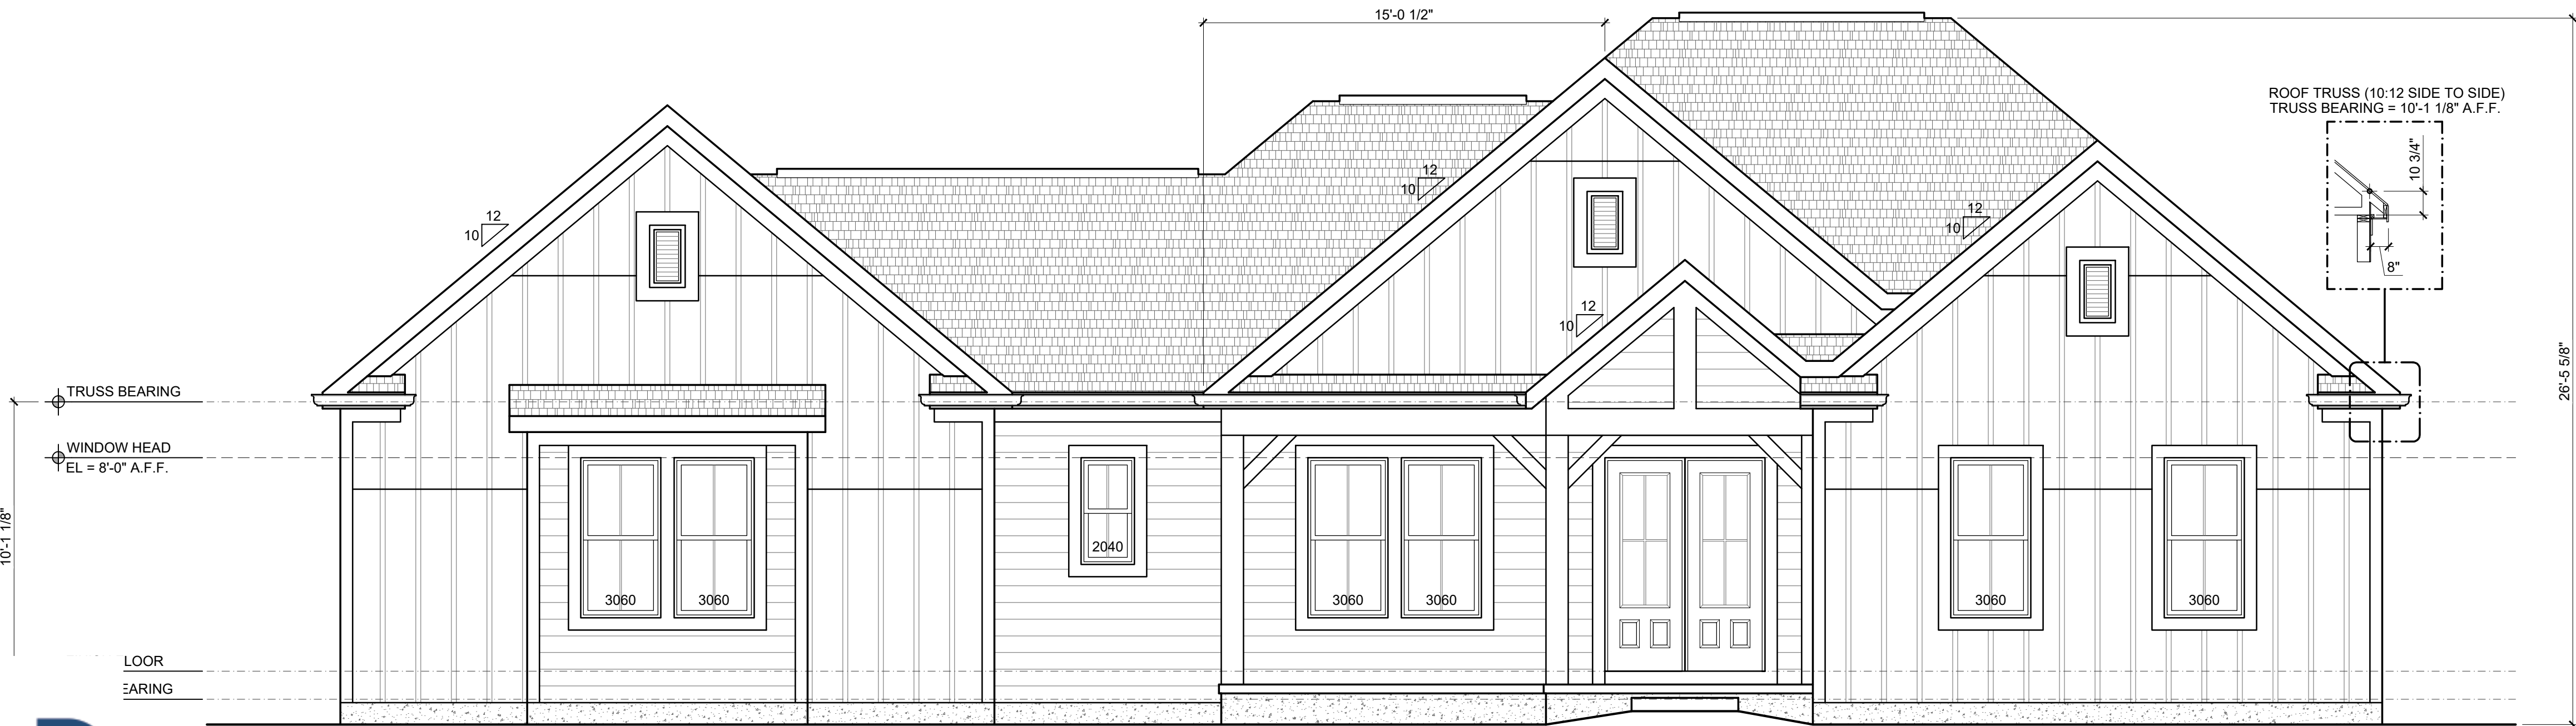 15'-0 1/2"
ROOF TRUSS (10:12 SIDE TO SIDE)
TRUSS BEARING = 10'-1 1/8" A.F.F.
10 3/4"
8"
12
10
12
10
12
10
12
10
26'-5 5/8"
TRUSS BEARING
WINDOW HEAD
EL = 8'-0" A.F.F.
10'-1 1/8"
2040
3060
3060
3060
3060
3060
3060
LOOR
EARING